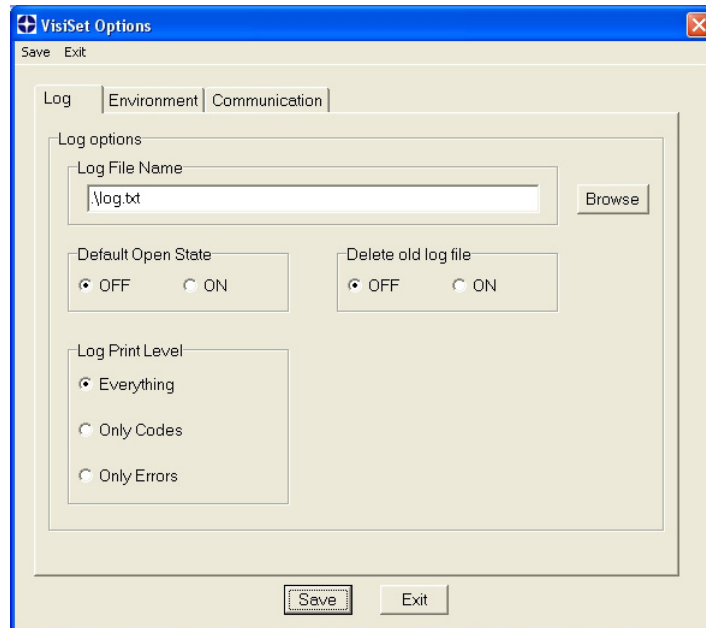 VisiSet Options
Save Exit
Log Environment Communication
Log options
Log File Name
.\log.txt
Browse
Default Open State
OFF ON
Delete old log file
OFF ON
Log Print Level
Everything
Only Codes
Only Errors
Save Exit